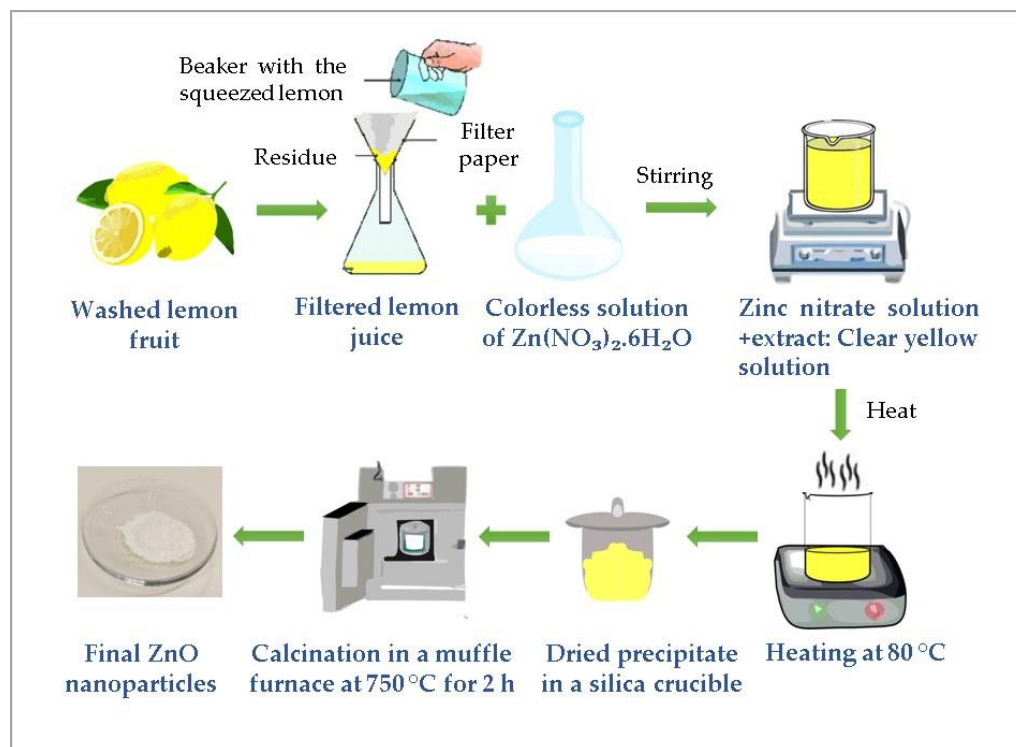 Beaker with the
squeezed lemon
Residue
Filter
paper
Stirring
Washed lemon
fruit
Filtered lemon
juice
Colorless solution
of Zn(NO₃)₂.6H₂O
Zinc nitrate solution
+extract: Clear yellow
solution
Heat
Final ZnO
nanoparticles
Calcination in a muffle
furnace at 750 °C for 2 h
Dried precipitate
in a silica crucible
Heating at 80 °C